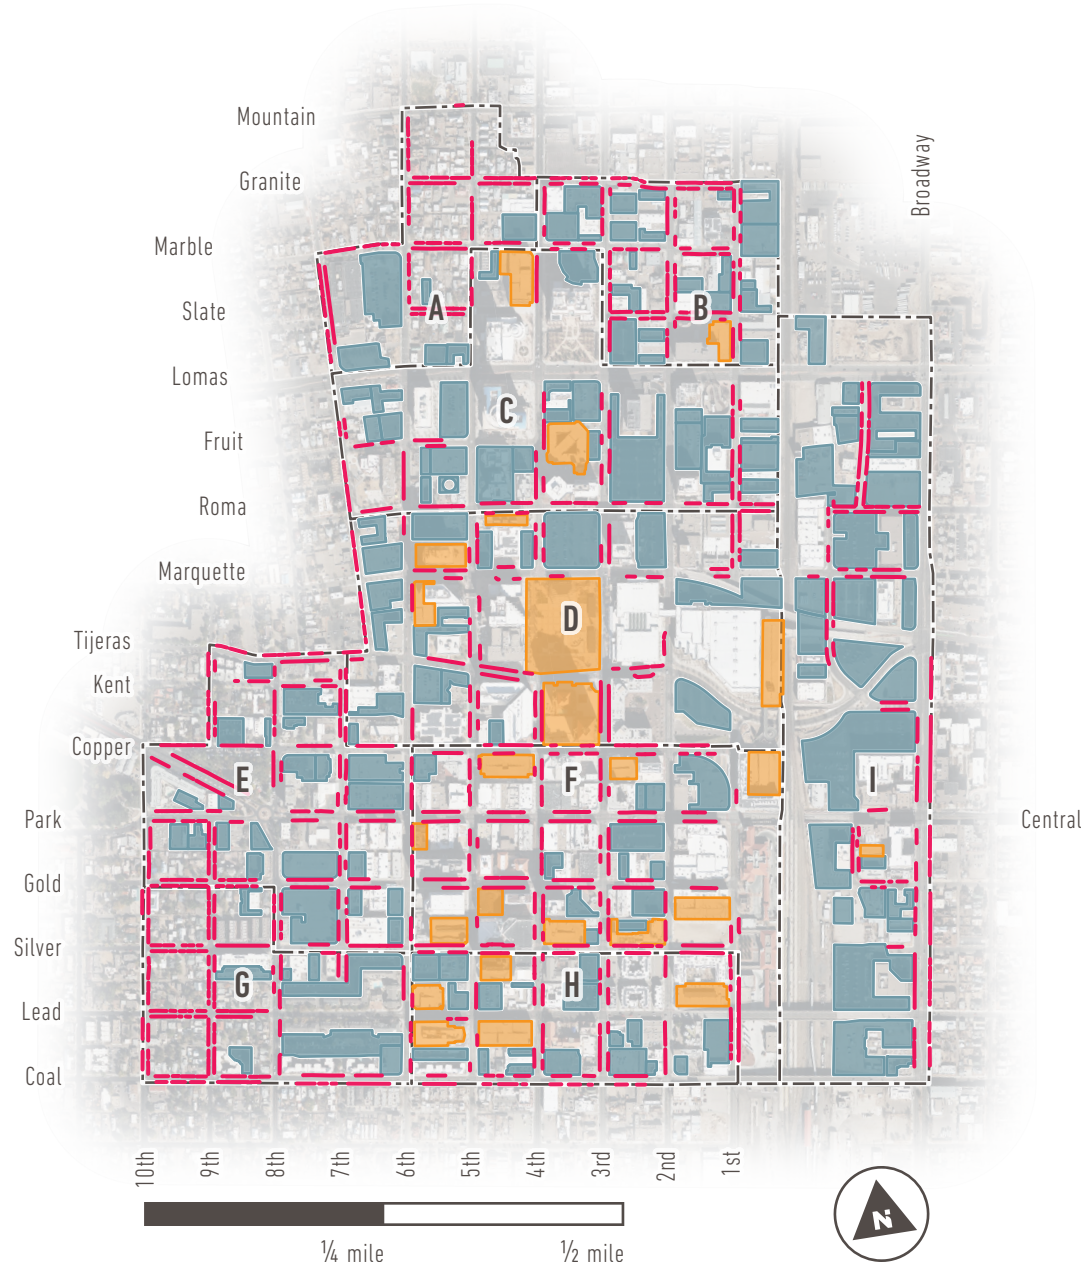 Mountain
Broadway
Granite
Marble
Slate
A
B
Lomas
C
Fruit
Roma
Marquette
D
Tijeras
Kent
Copper
E
F
I
Park
Central
Gold
Silver
G
H
Lead
Coal
10th
9th
8th
7th
6th
5th
4th
3rd
2nd
1st
N
¼ mile
½ mile